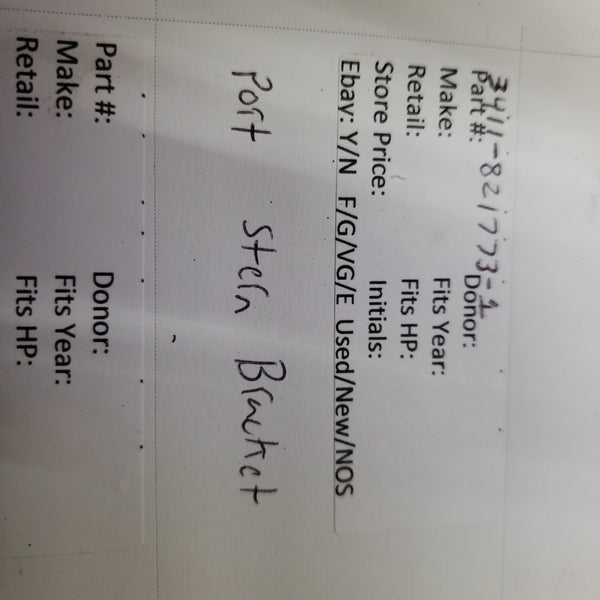 3411-821773-1
Part #: Donor:
Make: Fits Year:
Retail: Fits HP:
Store Price: Initials:
Ebay: Y/N F/G/VG/E Used/New/NOS
Port Stern Bracket
Part #: Donor:
Make: Fits Year:
Retail: Fits HP: